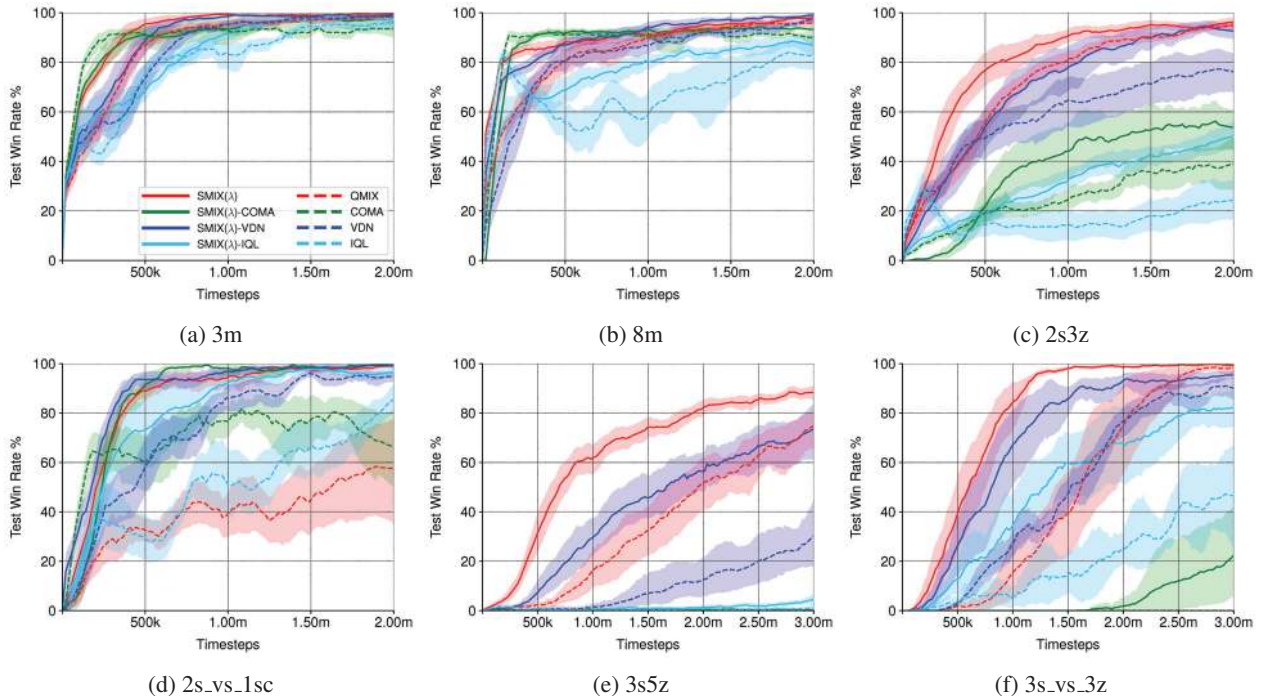 100
80
60
40
20
0
Test Win Rate %
SMIX(λ)
SMIX(λ)-COMA
SMIX(λ)-VDN
SMIX(λ)-IQL
QMIX
COMA
VDN
IQL
500k 1.00m 1.50m 2.00m
Timesteps
(a) 3m
100
80
60
40
20
0
Test Win Rate %
500k 1.00m 1.50m 2.00m
Timesteps
(b) 8m
100
80
60
40
20
0
Test Win Rate %
500k 1.00m 1.50m 2.00m
Timesteps
(c) 2s3z
100
80
60
40
20
0
Test Win Rate %
500k 1.00m 1.50m 2.00m
Timesteps
(d) 2s_vs_1sc
100
80
60
40
20
0
Test Win Rate %
500k 1.00m 1.50m 2.00m 2.50m 3.00m
Timesteps
(e) 3s5z
100
80
60
40
20
0
Test Win Rate %
500k 1.00m 1.50m 2.00m 2.50m 3.00m
Timesteps
(f) 3s_vs_3z